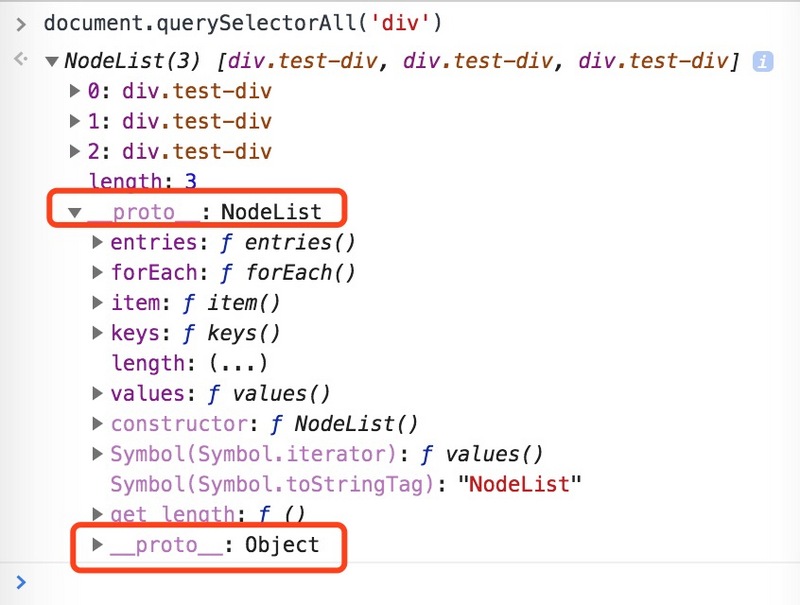 document.querySelectorAll('div')
NodeList(3) [div.test-div, div.test-div, div.test-div] i
0: div.test-div
1: div.test-div
2: div.test-div
length: 3
__proto__: NodeList
entries: ƒ entries()
forEach: ƒ forEach()
item: ƒ item()
keys: ƒ keys()
length: (...)
values: ƒ values()
constructor: ƒ NodeList()
Symbol(Symbol.iterator): ƒ values()
Symbol(Symbol.toStringTag): "NodeList"
get length: ƒ ()
__proto__: Object